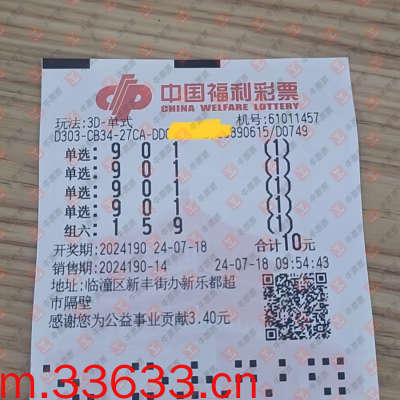 中国福利彩票
CHINA WELFARE LOTTERY
玩法:3D-单式 机号:61011457
D303-CB34-27CA-DD 890615/D0749
单选: 9 0 1 (1)
单选: 9 0 1 (1)
单选: 9 0 1 (1)
单选: 9 0 1 (1)
组六: 1 5 9 (1)
开奖期:2024190 24-07-18 合计10元
销售期:2024190-14 24-07-18 09:54:43
地址:临潼区新丰街办新乐都超
市隔壁
感谢您为公益事业贡献3.40元
m.33633.cn